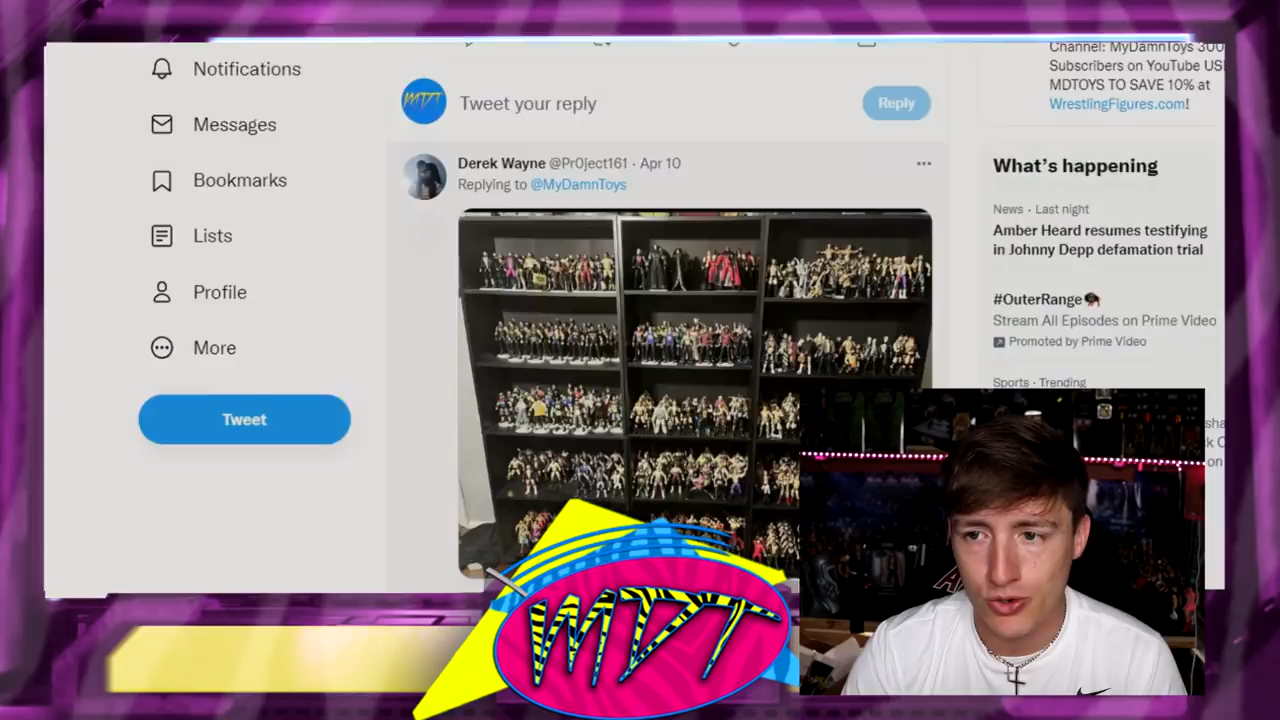 Notifications
Messages
Bookmarks
Lists
Profile
More
Tweet
MDT
Tweet your reply
Reply
Derek Wayne @Pr0ject161 · Apr 10
Replying to @MyDamnToys
Channel: MyDamnToys 300
Subscribers on YouTube US
MDTOYS TO SAVE 10% at
WrestlingFigures.com!
What's happening
News · Last night
Amber Heard resumes testifying
in Johnny Depp defamation trial
#OuterRange
Stream All Episodes on Prime Video
Promoted by Prime Video
Sports · Trending
MDT